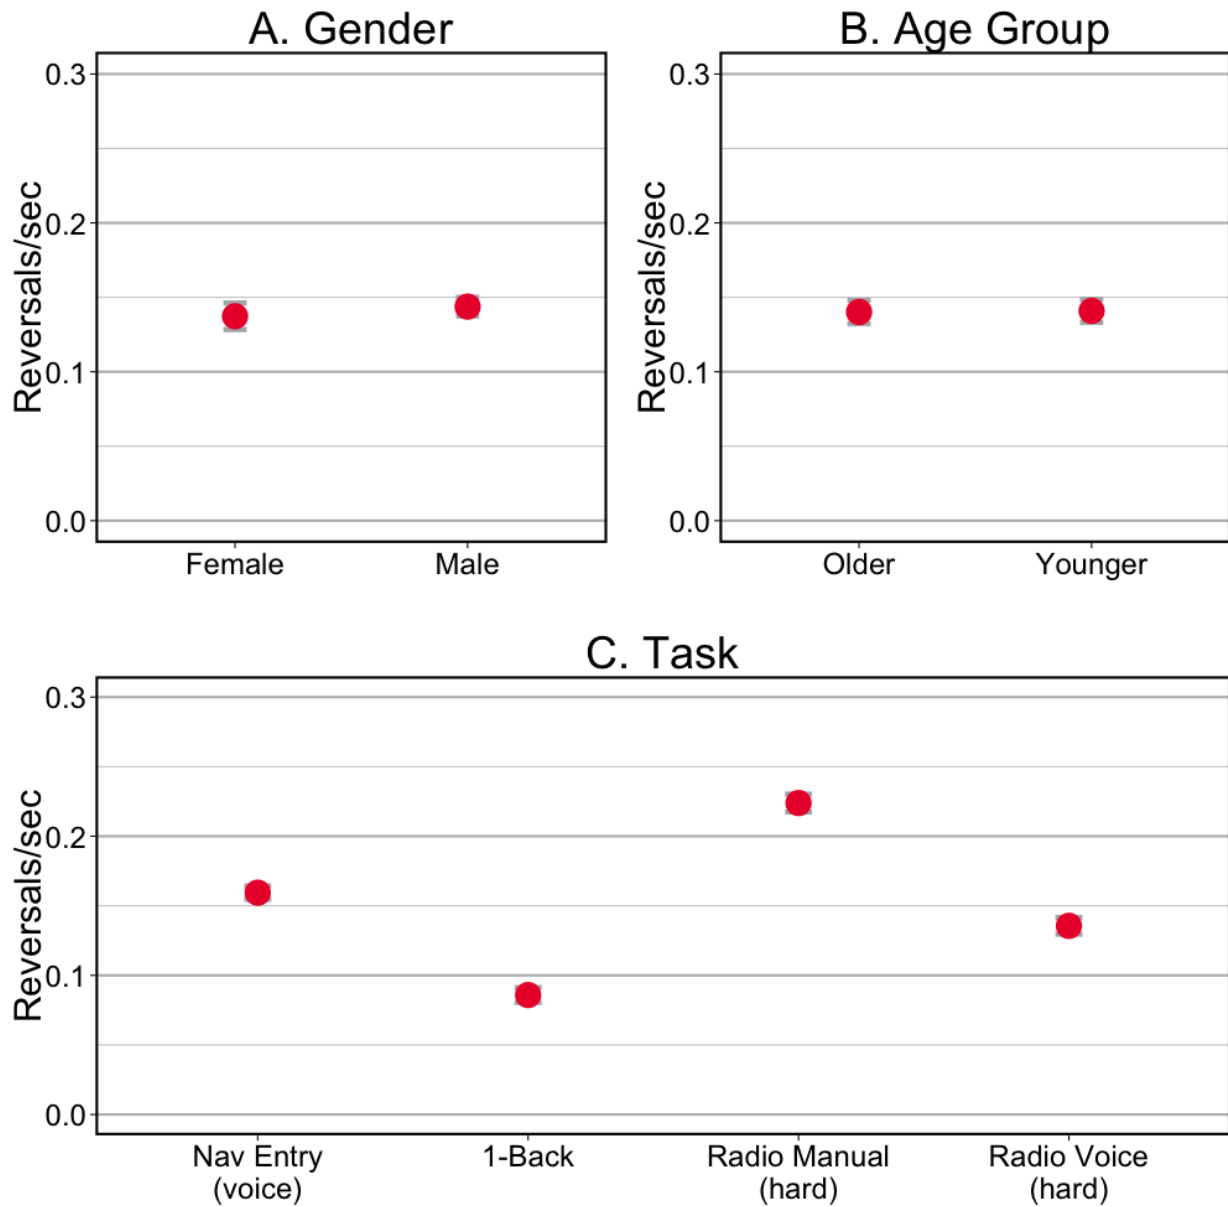 A. Gender
Reversals/sec
0.3
0.2
0.1
0.0
Female Male
B. Age Group
Reversals/sec
0.3
0.2
0.1
0.0
Older Younger
C. Task
Reversals/sec
0.3
0.2
0.1
0.0
Nav Entry 1-Back Radio Manual Radio Voice
(voice) (hard) (hard)